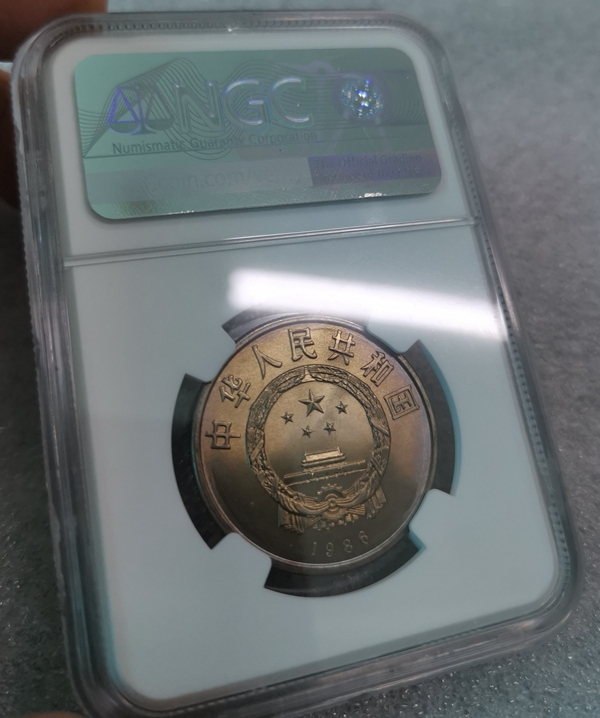 NGC
Numismatic Guaranty Corporation
中华人民共和国
1986